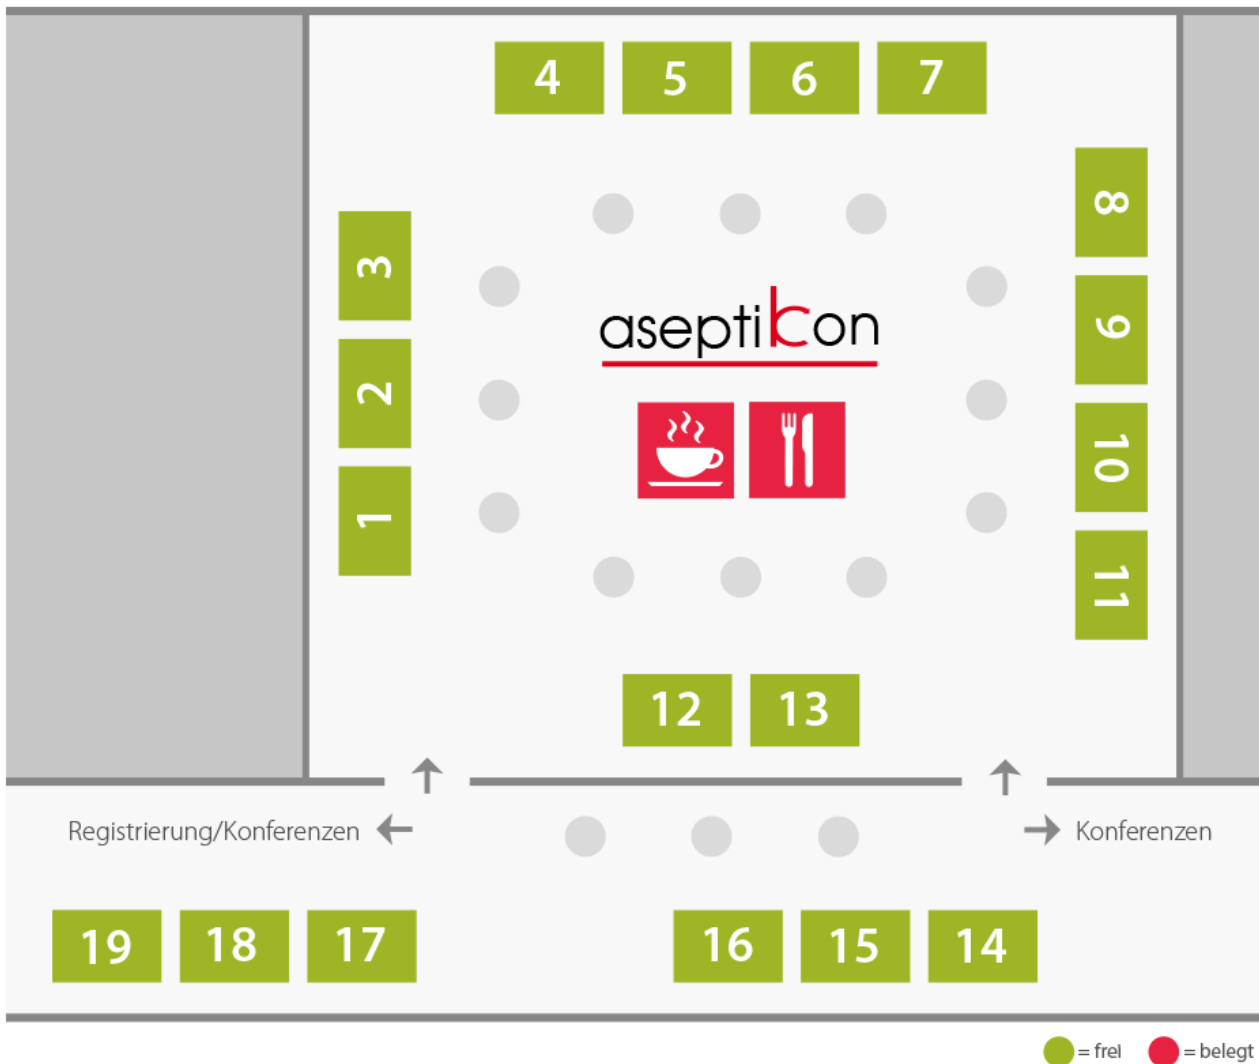 4 5 6 7
8
3
aseptikon
9
2
10
1
11
12 13
Registrierung/Konferenzen
Konferenzen
19 18 17 16 15 14
= frei = belegt